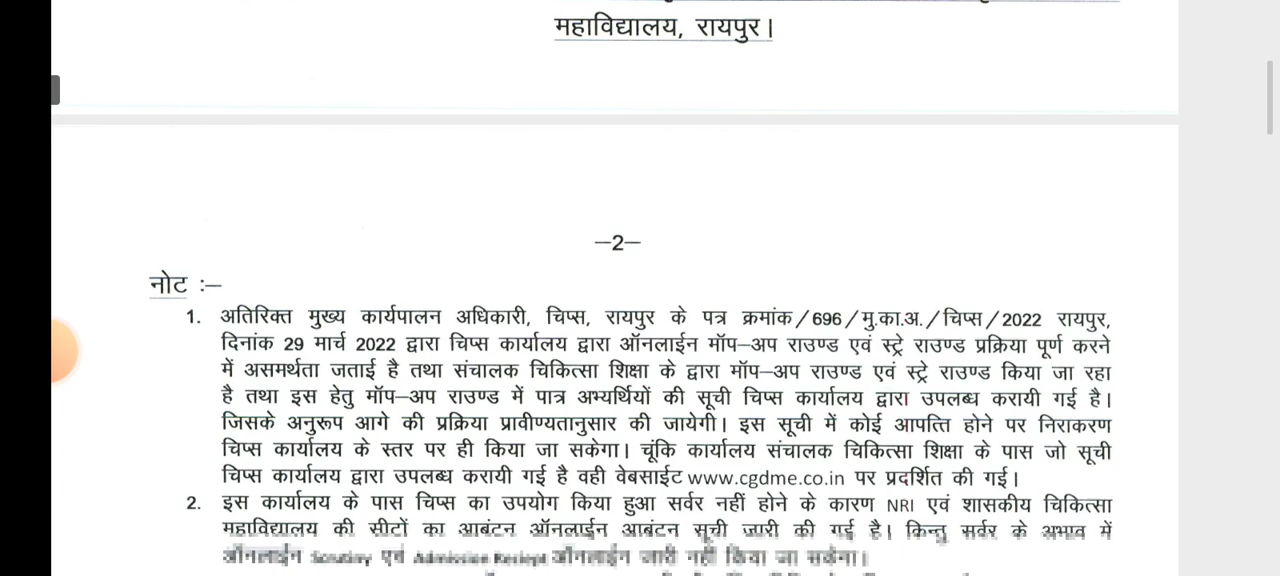 महाविद्यालय, रायपुर।
—2—
नोट :—
1. अतिरिक्त मुख्य कार्यपालन अधिकारी, चिप्स, रायपुर के पत्र क्रमांक/696/मु.का.अ./चिप्स/2022 रायपुर,
दिनांक 29 मार्च 2022 द्वारा चिप्स कार्यालय द्वारा ऑनलाईन मॉप—अप राउण्ड एवं स्ट्रे राउण्ड प्रक्रिया पूर्ण करने
में असमर्थता जताई है तथा संचालक चिकित्सा शिक्षा के द्वारा मॉप—अप राउण्ड एवं स्ट्रे राउण्ड किया जा रहा
है तथा इस हेतु मॉप—अप राउण्ड में पात्र अभ्यर्थियों की सूची चिप्स कार्यालय द्वारा उपलब्ध करायी गई है।
जिसके अनुरूप आगे की प्रक्रिया प्रावीण्यतानुसार की जायेगी। इस सूची में कोई आपत्ति होने पर निराकरण
चिप्स कार्यालय के स्तर पर ही किया जा सकेगा। चूंकि कार्यालय संचालक चिकित्सा शिक्षा के पास जो सूची
चिप्स कार्यालय द्वारा उपलब्ध करायी गई है वही वेबसाईट www.cgdme.co.in पर प्रदर्शित की गई।
2. इस कार्यालय के पास चिप्स का उपयोग किया हुआ सर्वर नहीं होने के कारण NRI एवं शासकीय चिकित्सा
महाविद्यालय की सीटों का आबंटन ऑनलाईन आबंटन सूची जारी की गई है। किन्तु सर्वर के अभाव में
ऑनलाईन Scrutiny एवं Admission Reciept ऑनलाईन जारी नहीं किया जा सकेगा।